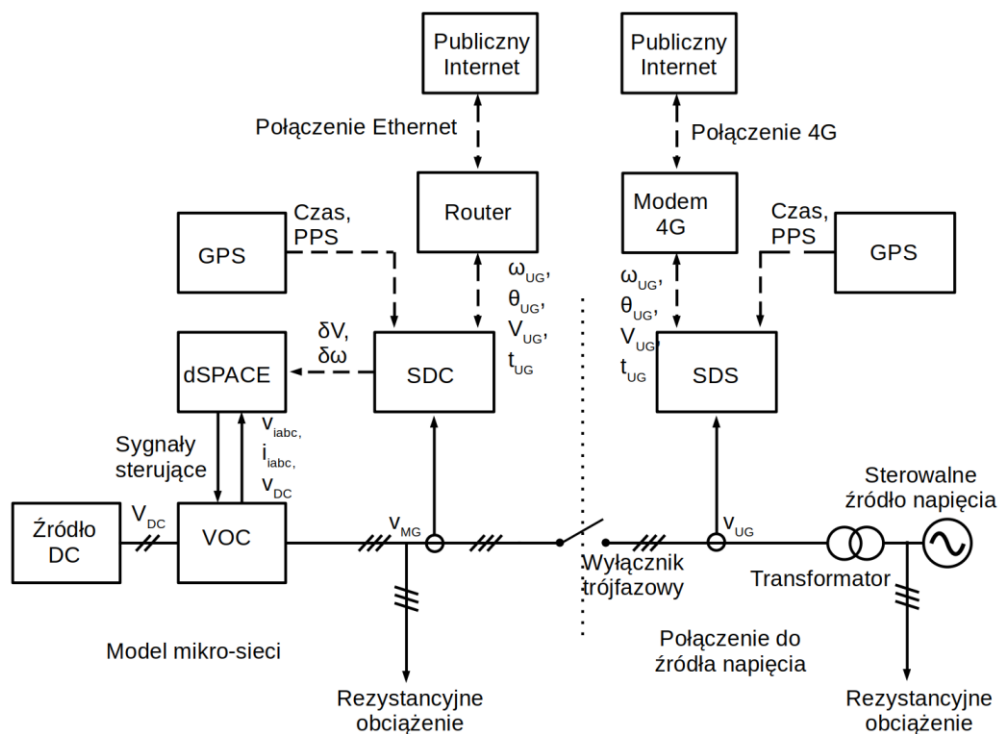 Publiczny
Internet
Publiczny
Internet
Połączenie Ethernet
Połączenie 4G
Router
Modem
4G
GPS
Czas,
PPS
Czas,
PPS
GPS
ω_UG,
θ_UG,
V_UG,
t_UG
ω_UG,
θ_UG,
V_UG,
t_UG
dSPACE
δV,
δω
SDC
SDS
Sygnały
sterujące
v_iabc,
i_iabc,
v_DC
Sterowalne
źródło napięcia
Źródło
DC
V_DC
VOC
v_MG
v_UG
Wyłącznik
trójfazowy
Transformator
Model mikro-sieci
Połączenie do
źródła napięcia
Rezystancyjne
obciążenie
Rezystancyjne
obciążenie